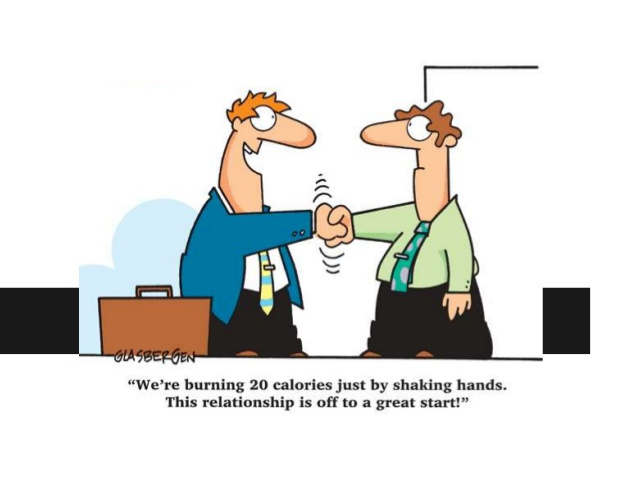 GLASBERGEN
“We’re burning 20 calories just by shaking hands.
This relationship is off to a great start!”